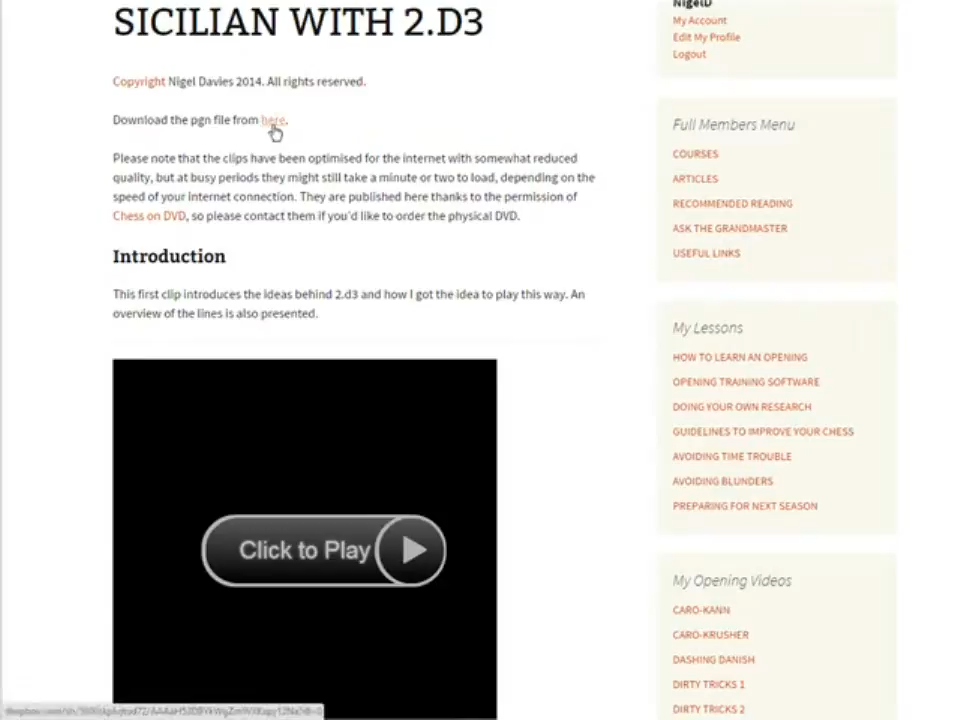 SICILIAN WITH 2.D3
Copyright Nigel Davies 2014. All rights reserved.
Download the pgn file from here.
Please note that the clips have been optimised for the internet with somewhat reduced
quality, but at busy periods they might still take a minute or two to load, depending on the
speed of your internet connection. They are published here thanks to the permission of
Chess on DVD, so please contact them if you'd like to order the physical DVD.
Introduction
This first clip introduces the ideas behind 2.d3 and how I got the idea to play this way. An
overview of the lines is also presented.
Click to Play
NigelD
My Account
Edit My Profile
Logout
Full Members Menu
COURSES
ARTICLES
RECOMMENDED READING
ASK THE GRANDMASTER
USEFUL LINKS
My Lessons
HOW TO LEARN AN OPENING
OPENING TRAINING SOFTWARE
DOING YOUR OWN RESEARCH
GUIDELINES TO IMPROVE YOUR CHESS
AVOIDING TIME TROUBLE
AVOIDING BLUNDERS
PREPARING FOR NEXT SEASON
My Opening Videos
CARO-KANN
CARO-KRUSHER
DASHING DANISH
DIRTY TRICKS 1
DIRTY TRICKS 2